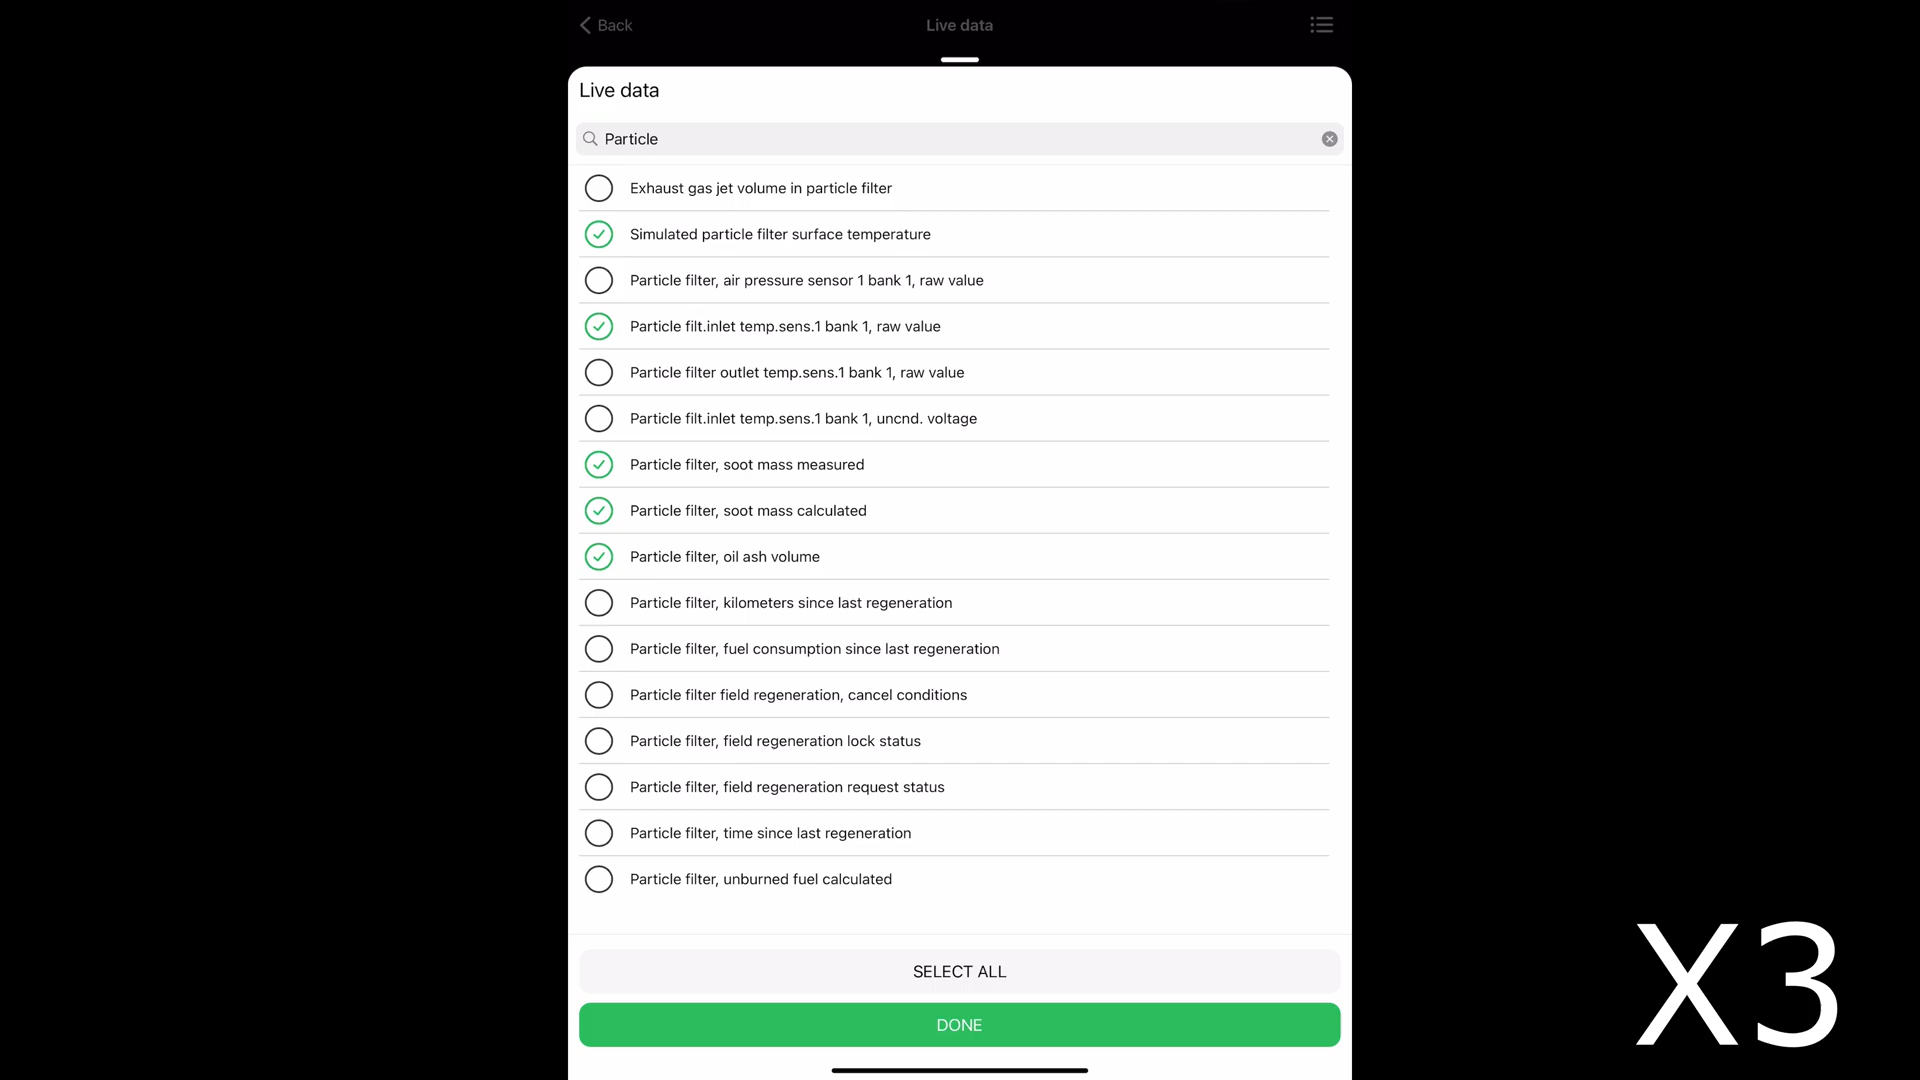 Back
Live data
Live data
Particle
Exhaust gas jet volume in particle filter
Simulated particle filter surface temperature
Particle filter, air pressure sensor 1 bank 1, raw value
Particle filt.inlet temp.sens.1 bank 1, raw value
Particle filter outlet temp.sens.1 bank 1, raw value
Particle filt.inlet temp.sens.1 bank 1, uncnd. voltage
Particle filter, soot mass measured
Particle filter, soot mass calculated
Particle filter, oil ash volume
Particle filter, kilometers since last regeneration
Particle filter, fuel consumption since last regeneration
Particle filter field regeneration, cancel conditions
Particle filter, field regeneration lock status
Particle filter, field regeneration request status
Particle filter, time since last regeneration
Particle filter, unburned fuel calculated
SELECT ALL
DONE
X3